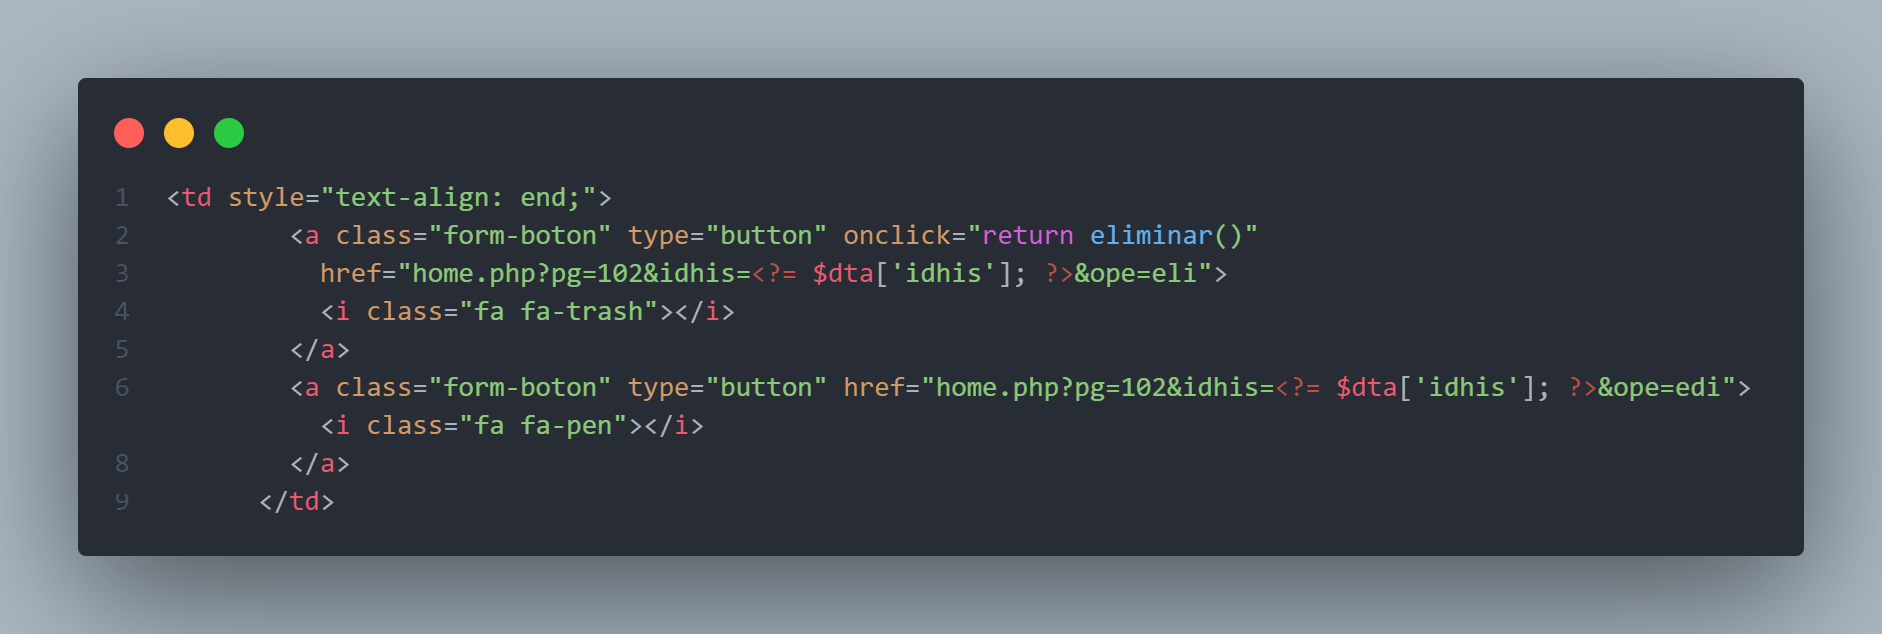 1 <td style="text-align: end;">
2 <a class="form-boton" type="button" onclick="return eliminar()"
3 href="home.php?pg=102&idhis=<?= $dta['idhis']; ?>&ope=eli">
4 <i class="fa fa-trash"></i>
5 </a>
6 <a class="form-boton" type="button" href="home.php?pg=102&idhis=<?= $dta['idhis']; ?>&ope=edi">
<i class="fa fa-pen"></i>
8 </a>
9 </td>